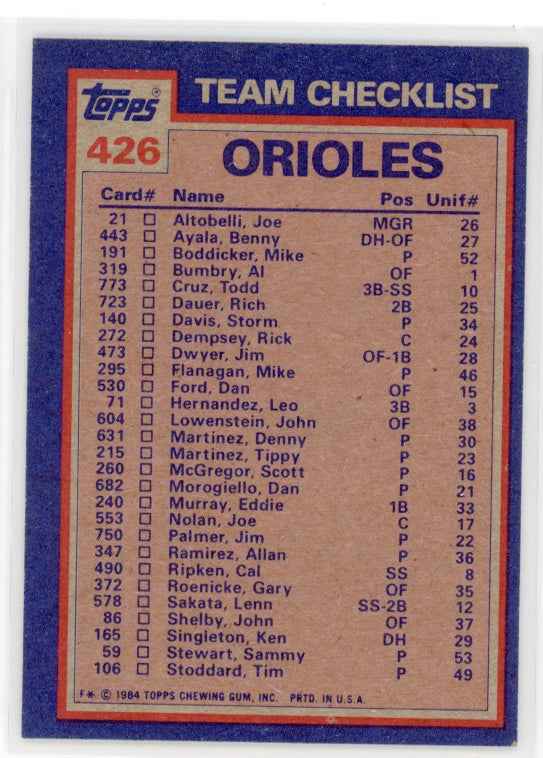 Topps
TEAM CHECKLIST
426
ORIOLES
Card# Name Pos Unif#
21 Altobelli, Joe MGR 26
443 Ayala, Benny DH-OF 27
191 Boddicker, Mike P 52
319 Bumbry, Al OF 1
773 Cruz, Todd 3B-SS 10
723 Dauer, Rich 2B 25
140 Davis, Storm P 34
272 Dempsey, Rick C 24
473 Dwyer, Jim OF-1B 28
295 Flanagan, Mike P 46
530 Ford, Dan OF 15
71 Hernandez, Leo 3B 3
604 Lowenstein, John OF 38
631 Martinez, Denny P 30
215 Martinez, Tippy P 23
260 McGregor, Scott P 16
682 Morogiello, Dan P 21
240 Murray, Eddie 1B 33
553 Nolan, Joe C 17
750 Palmer, Jim P 22
347 Ramirez, Allan P 36
490 Ripken, Cal SS 8
372 Roenicke, Gary OF 35
578 Sakata, Lenn SS-2B 12
86 Shelby, John OF 37
165 Singleton, Ken DH 29
59 Stewart, Sammy P 53
106 Stoddard, Tim P 49
F* © 1984 TOPPS CHEWING GUM, INC. PRTD. IN U.S.A.